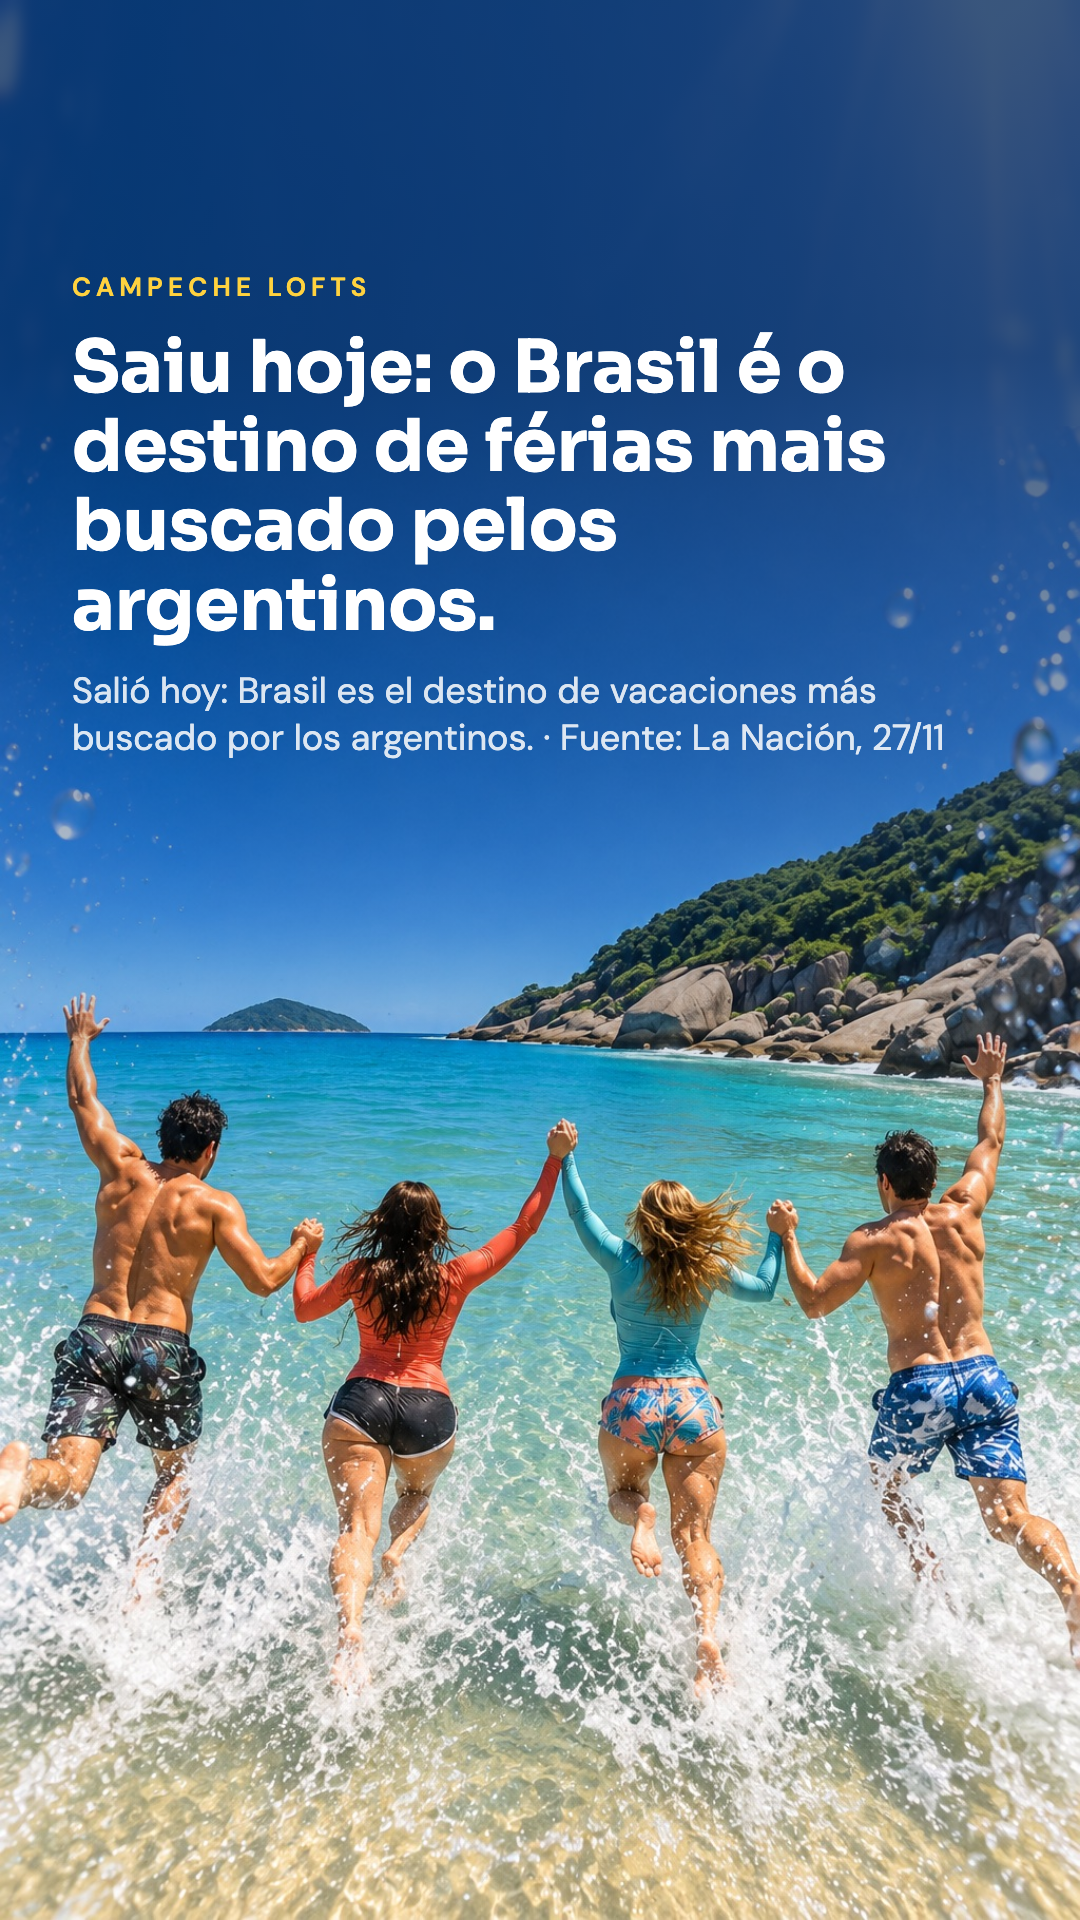 CAMPECHE LOFTS
Saiu hoje: o Brasil é o
destino de férias mais
buscado pelos
argentinos.
Salió hoy: Brasil es el destino de vacaciones más
buscado por los argentinos. · Fuente: La Nación, 27/11